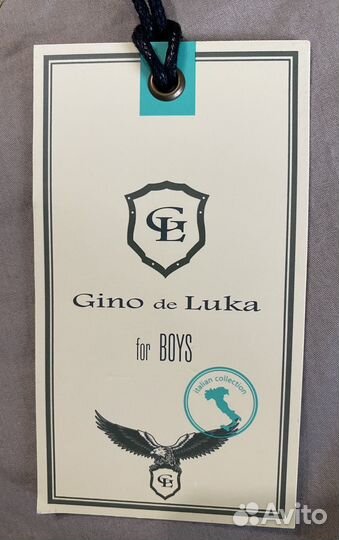 GL
Gino de Luka
for BOYS
italian collection
GL
Avito